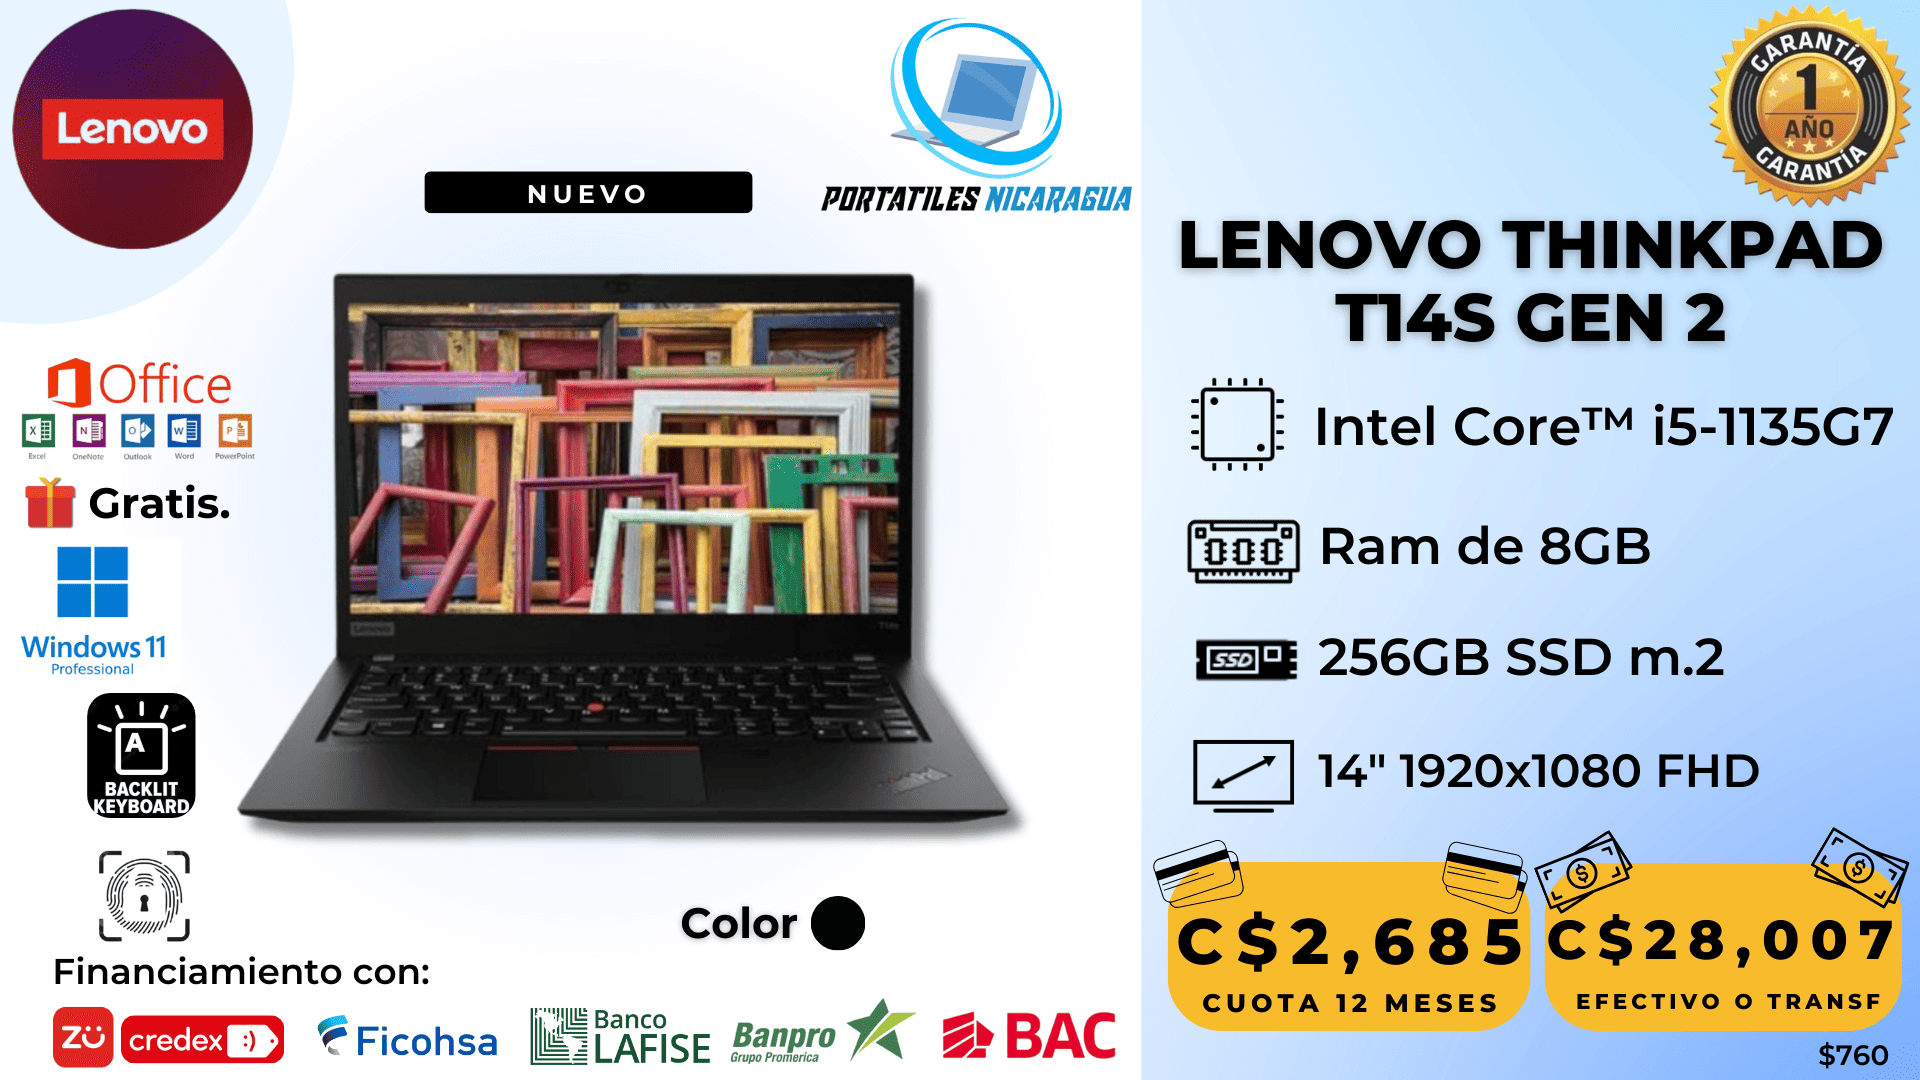 Lenovo
NUEVO
PORTATILES NICARAGUA
GARANTÍA
1
AÑO
GARANTÍA
LENOVO THINKPAD
T14S GEN 2
Intel Core™ i5-1135G7
Ram de 8GB
SSD
256GB SSD m.2
14" 1920x1080 FHD
Office
Excel OneNote Outlook Word PowerPoint
Gratis.
Windows 11
Professional
A
BACKLIT
KEYBOARD
Lenovo
T14s
Color
Financiamiento con:
zü
credex :)
Ficohsa
Banco
LAFISE
Banpro
Grupo Promerica
BAC
C$2,685
CUOTA 12 MESES
C$28,007
EFECTIVO O TRANSF
$760